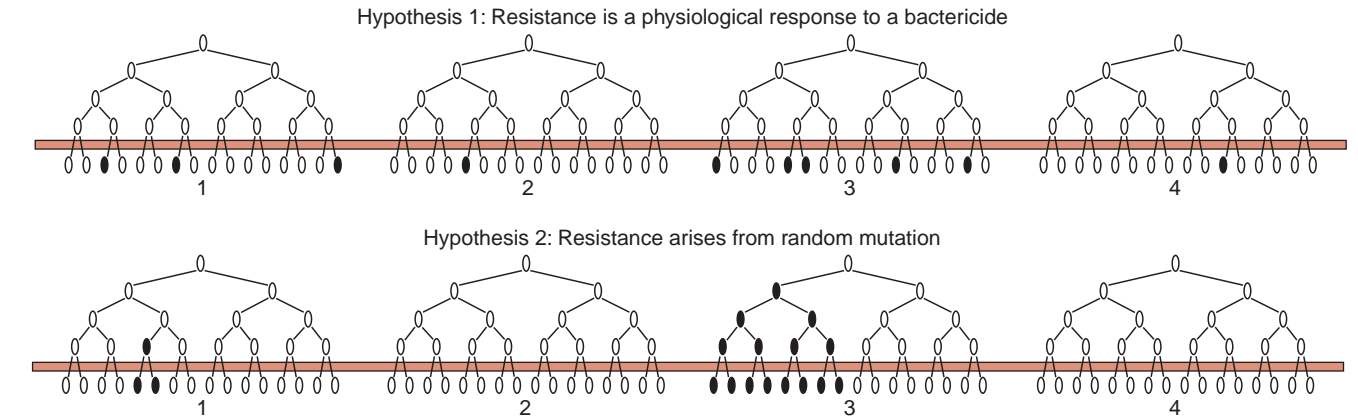 Hypothesis 1: Resistance is a physiological response to a bactericide
1 2 3 4
Hypothesis 2: Resistance arises from random mutation
1 2 3 4